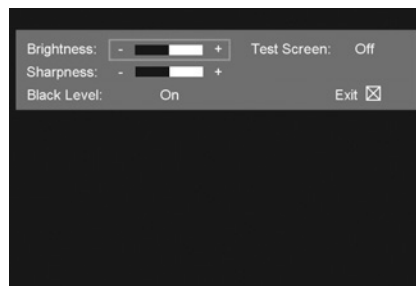 Brightness: - + Test Screen: Off
Sharpness: - +
Black Level: On Exit